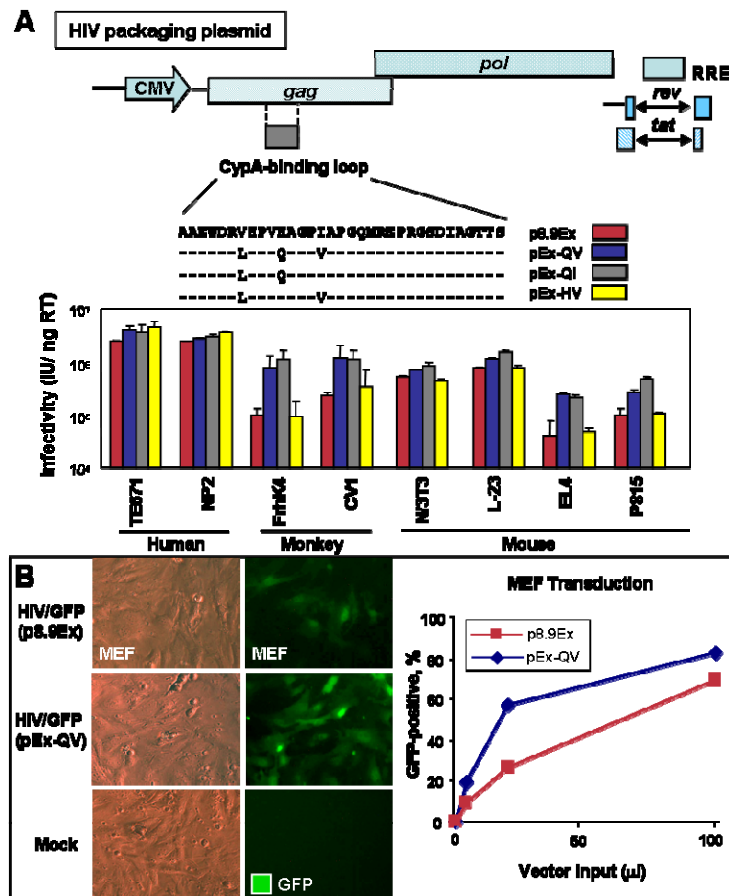 A
HIV packaging plasmid
CMV
gag
pol
RRE
rev
tat
CypA-binding loop
p8.9Ex
pEx-QV
pEx-QI
pEx-HV
L Q V
L Q
L V
Infectivity (IU/ ng RT)
10⁷
10⁶
10⁵
10⁴
TE671
NP2
FrhK4
CV1
N/3T3
L-23
EL4
P815
Human
Monkey
Mouse
B
HIV/GFP
(p8.9Ex)
MEF
MEF
HIV/GFP
(pEx-QV)
Mock
GFP
MEF Transduction
p8.9Ex
pEx-QV
GFP-positive, %
100
80
60
40
20
0
0
50
100
Vector input (µl)